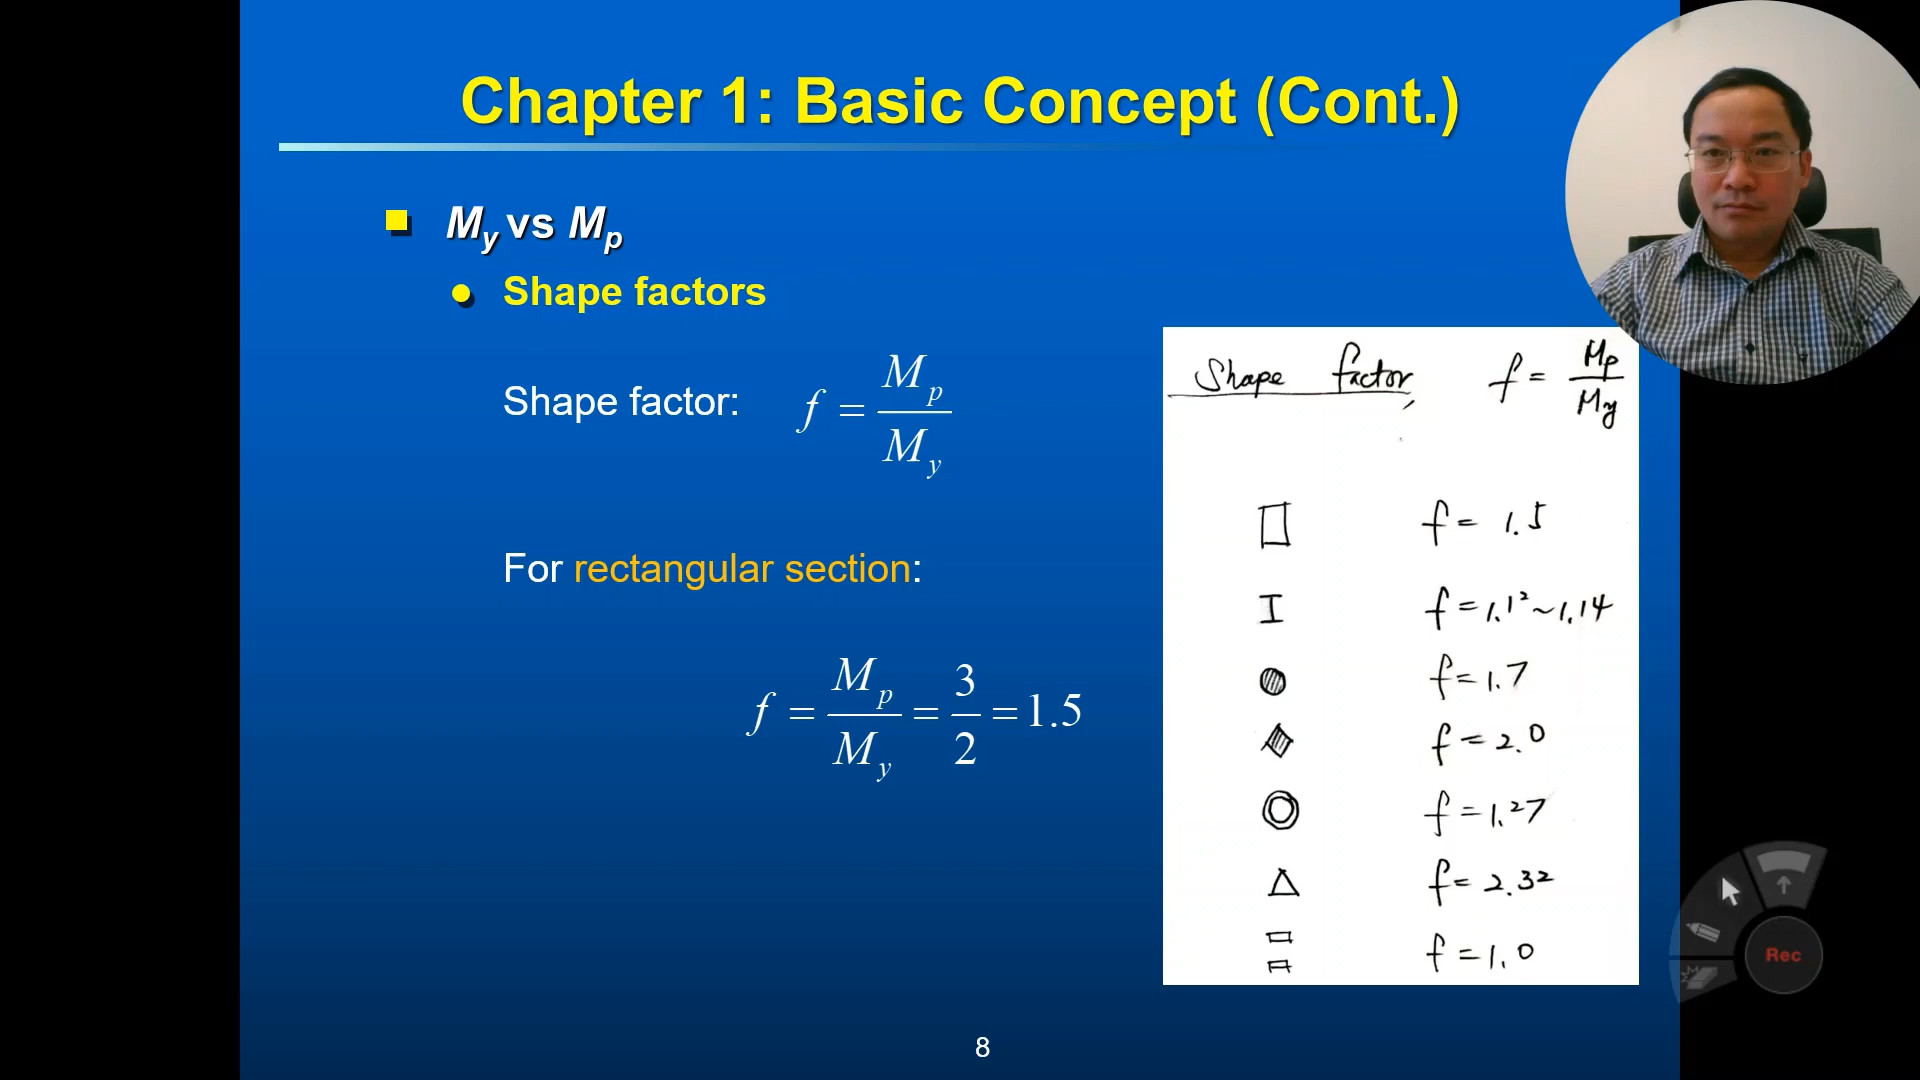 Chapter 1: Basic Concept (Cont.)
My vs Mp
Shape factors
Shape factor: f = Mp / My
For rectangular section:
f = Mp / My = 3 / 2 = 1.5
Shape factor, f = Mp / My
f = 1.5
f = 1.12 ~ 1.14
f = 1.7
f = 2.0
f = 1.27
f = 2.32
f = 1.0
Rec
8